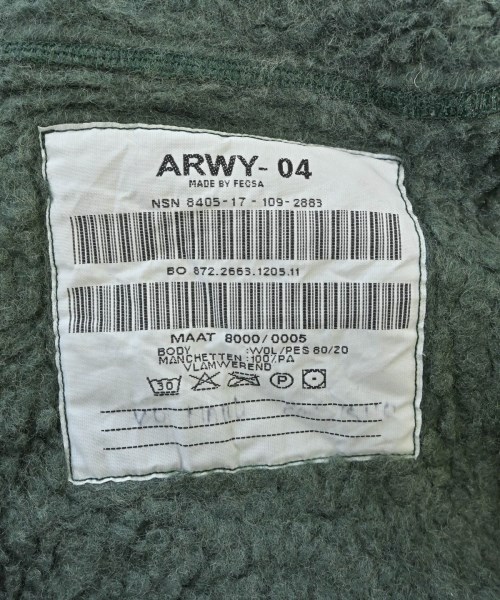 ARWY- 04
MADE BY FECSA
NSN 8405-17-109-2883
BO 872.2663.1205.11
MAAT 8000/0005
BODY :WOL/PES 80/20
MANCHETTEN :100%PA
VLAMWEREND
30
P